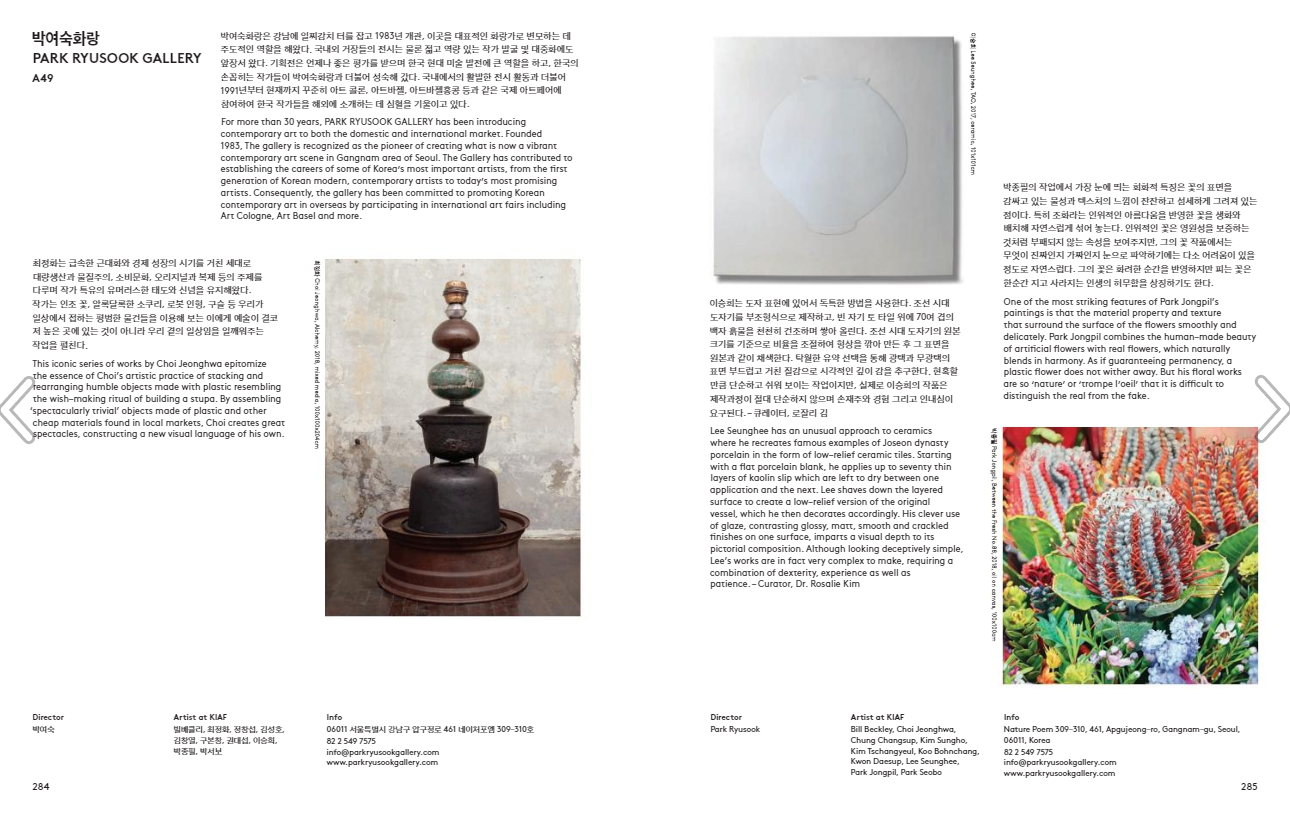 박여숙화랑
PARK RYUSOOK GALLERY
A49
박여숙화랑은 강남에 일찌감치 터를 잡고 1983년 개관, 이곳을 대표적인 화랑가로 변모하는 데
주도적인 역할을 해왔다. 국내외 거장들의 전시는 물론 젊고 역량 있는 작가 발굴 및 대중화에도
앞장서 왔다. 기획전은 언제나 좋은 평가를 받으며 한국 현대 미술 발전에 큰 역할을 하고, 한국의
손꼽히는 작가들이 박여숙화랑과 더불어 성숙해 갔다. 국내에서의 활발한 전시 활동과 더불어
1991년부터 현재까지 꾸준히 아트 쾰른, 아트바젤, 아트바젤홍콩 등과 같은 국제 아트페어에
참여하여 한국 작가들을 해외에 소개하는 데 심혈을 기울이고 있다.
For more than 30 years, PARK RYUSOOK GALLERY has been introducing
contemporary art to both the domestic and international market. Founded
1983, The gallery is recognized as the pioneer of creating what is now a vibrant
contemporary art scene in Gangnam area of Seoul. The Gallery has contributed to
establishing the careers of some of Korea's most important artists, from the first
generation of Korean modern, contemporary artists to today's most promising
artists. Consequently, the gallery has been committed to promoting Korean
contemporary art in overseas by participating in international art fairs including
Art Cologne, Art Basel and more.
최정화는 급속한 근대화와 경제 성장의 시기를 거친 세대로
대량생산과 물질주의, 소비문화, 오리지널과 복제 등의 주제를
다루며 작가 특유의 유머러스한 태도와 신념을 유지해왔다.
작가는 인조 꽃, 알록달록한 소쿠리, 로봇 인형, 구슬 등 우리가
일상에서 접하는 평범한 물건들을 이용해 보는 이에게 예술이 결코
저 높은 곳에 있는 것이 아니라 우리 곁의 일상임을 일깨워주는
작업을 펼친다.
This iconic series of works by Choi Jeonghwa epitomize
the essence of Choi's artistic practice of stacking and
rearranging humble objects made with plastic resembling
the wish-making ritual of building a stupa. By assembling
'spectacularly trivial' objects made of plastic and other
cheap materials found in local markets, Choi creates great
spectacles, constructing a new visual language of his own.
최정화 Choi Jeonghwa, Alchemy, 2018, mixed media, 100x100x204cm
Director
박여숙
Artist at KIAF
빌베클리, 최정화, 정창섭, 김성호,
김창열, 구본창, 권대섭, 이승희,
박종필, 박서보
Info
06011 서울특별시 강남구 압구정로 461 네이처포엠 309-310호
82 2 549 7575
info@parkryusookgallery.com
www.parkryusookgallery.com
284
이승희 Lee Seunghee, TAO, 2017, ceramic, 101x101cm
이승희는 도자 표현에 있어서 독특한 방법을 사용한다. 조선 시대
도자기를 부조형식으로 제작하고, 빈 자기 토 타일 위에 70여 겹의
백자 흙물을 천천히 건조하며 쌓아 올린다. 조선 시대 도자기의 원본
크기를 기준으로 비율을 조절하여 형상을 깎아 만든 후 그 표면을
원본과 같이 채색한다. 탁월한 유약 선택을 통해 광택과 무광택의
표면 부드럽고 거친 질감으로 시각적인 깊이 감을 추구한다. 현혹할
만큼 단순하고 쉬워 보이는 작업이지만, 실제로 이승희의 작품은
제작과정이 절대 단순하지 않으며 손재주와 경험 그리고 인내심이
요구된다. – 큐레이터, 로잘리 김
Lee Seunghee has an unusual approach to ceramics
where he recreates famous examples of Joseon dynasty
porcelain in the form of low-relief ceramic tiles. Starting
with a flat porcelain blank, he applies up to seventy thin
layers of kaolin slip which are left to dry between one
application and the next. Lee shaves down the layered
surface to create a low-relief version of the original
vessel, which he then decorates accordingly. His clever use
of glaze, contrasting glossy, matt, smooth and crackled
finishes on one surface, imparts a visual depth to its
pictorial composition. Although looking deceptively simple,
Lee's works are in fact very complex to make, requiring a
combination of dexterity, experience as well as
patience. – Curator, Dr. Rosalie Kim
박종필의 작업에서 가장 눈에 띄는 회화적 특징은 꽃의 표면을
감싸고 있는 물성과 텍스처의 느낌이 잔잔하고 섬세하게 그려져 있는
점이다. 특히 조화라는 인위적인 아름다움을 반영한 꽃을 생화와
배치해 자연스럽게 섞어 놓는다. 인위적인 꽃은 영원성을 보증하는
것처럼 부패되지 않는 속성을 보여주지만, 그의 꽃 작품에서는
무엇이 진짜인지 가짜인지 눈으로 파악하기에는 다소 어려움이 있을
정도로 자연스럽다. 그의 꽃은 화려한 순간을 반영하지만 피는 꽃은
한순간 지고 사라지는 인생의 허무함을 상징하기도 한다.
One of the most striking features of Park Jongpil's
paintings is that the material property and texture
that surround the surface of the flowers smoothly and
delicately. Park Jongpil combines the human-made beauty
of artificial flowers with real flowers, which naturally
blends in harmony. As if guaranteeing permanency, a
plastic flower does not wither away. But his floral works
are so 'nature' or 'trompe l'oeil' that it is difficult to
distinguish the real from the fake.
박종필 Park Jongpil, Between the Fresh No.88, 2018, oil on canvas, 100x100cm
Director
Park Ryusook
Artist at KIAF
Bill Beckley, Choi Jeonghwa,
Chung Changsup, Kim Sungho,
Kim Tschangyeul, Koo Bohnchang,
Kwon Daesup, Lee Seunghee,
Park Jongpil, Park Seobo
Info
Nature Poem 309-310, 461, Apgujeong-ro, Gangnam-gu, Seoul,
06011, Korea
82 2 549 7575
info@parkryusookgallery.com
www.parkryusookgallery.com
285